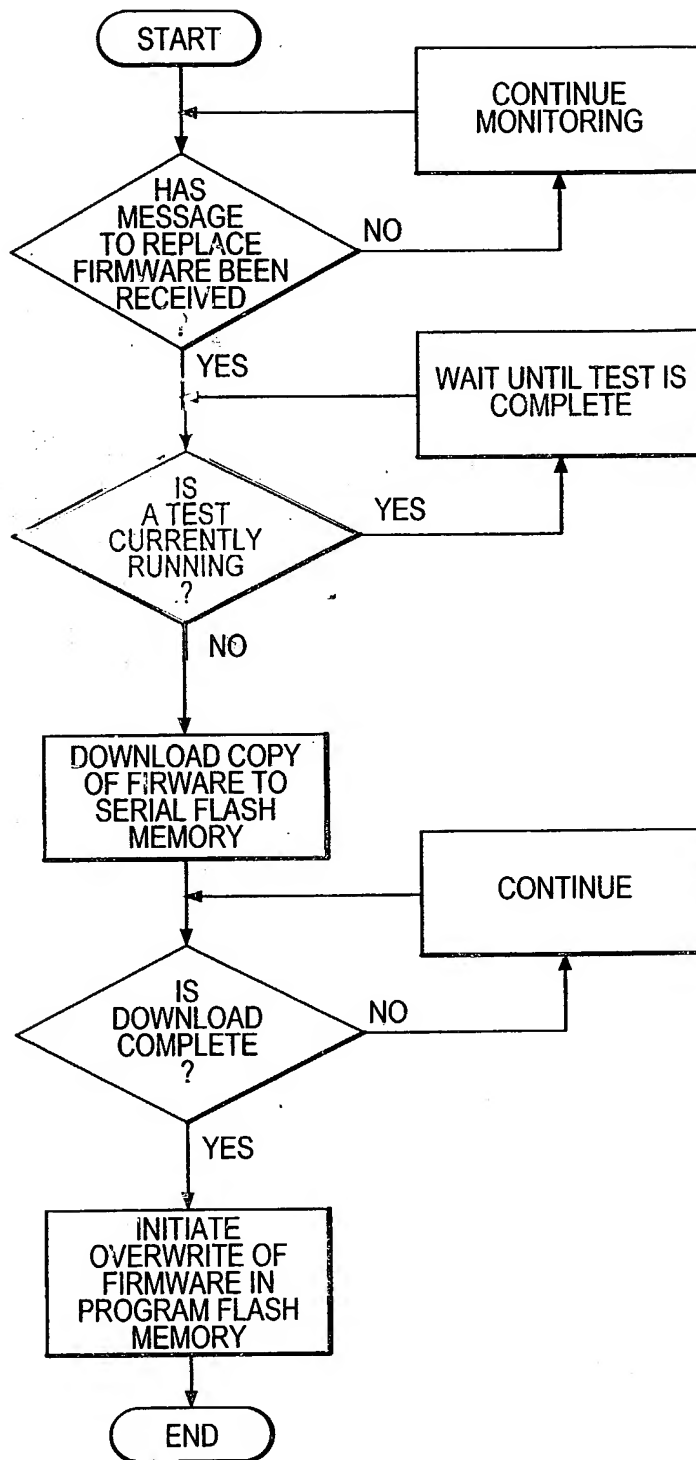 START
CONTINUE
MONITORING
HAS
MESSAGE
TO REPLACE
FIRMWARE BEEN
RECEIVED
?
NO
YES
WAIT UNTIL TEST IS
COMPLETE
IS
A TEST
CURRENTLY
RUNNING
?
YES
NO
DOWNLOAD COPY
OF FIRWARE TO
SERIAL FLASH
MEMORY
CONTINUE
IS
DOWNLOAD
COMPLETE
?
NO
YES
INITIATE
OVERWRITE OF
FIRMWARE IN
PROGRAM FLASH
MEMORY
END